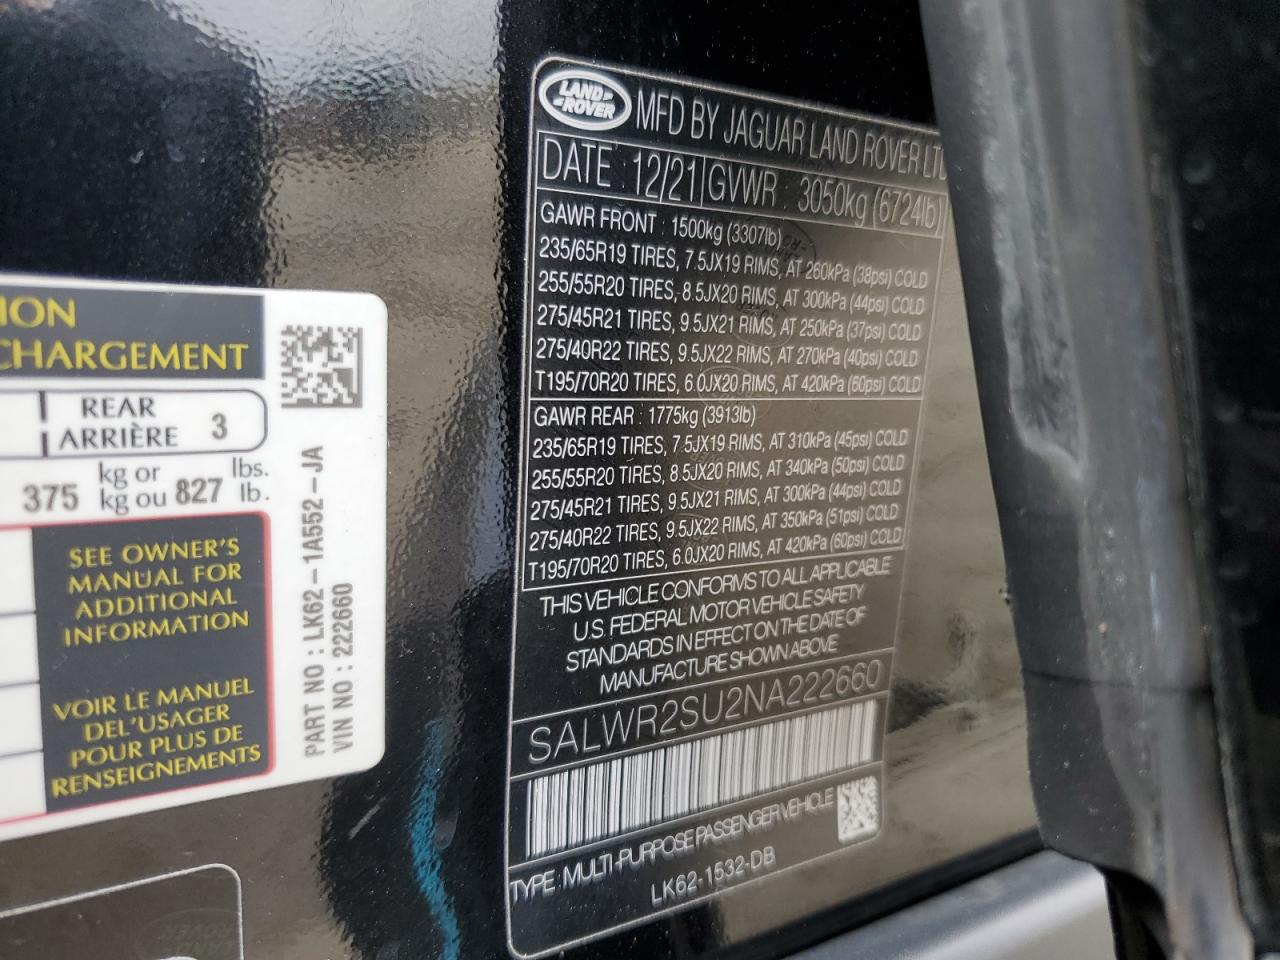 LAND ROVER
MFD BY JAGUAR LAND ROVER LTD
DATE : 12/21 GVWR : 3050kg (6724lb)
GAWR FRONT : 1500kg (3307lb)
235/65R19 TIRES, 7.5JX19 RIMS, AT 260kPa (38psi) COLD
255/55R20 TIRES, 8.5JX20 RIMS, AT 300kPa (44psi) COLD
275/45R21 TIRES, 9.5JX21 RIMS, AT 250kPa (37psi) COLD
275/40R22 TIRES, 9.5JX22 RIMS, AT 270kPa (40psi) COLD
T195/70R20 TIRES, 6.0JX20 RIMS, AT 420kPa (60psi) COLD
GAWR REAR : 1775kg (3913lb)
235/65R19 TIRES, 7.5JX19 RIMS, AT 310kPa (45psi) COLD
255/55R20 TIRES, 8.5JX20 RIMS, AT 340kPa (50psi) COLD
275/45R21 TIRES, 9.5JX21 RIMS, AT 300kPa (44psi) COLD
275/40R22 TIRES, 9.5JX22 RIMS, AT 350kPa (51psi) COLD
T195/70R20 TIRES, 6.0JX20 RIMS, AT 420kPa (60psi) COLD
THIS VEHICLE CONFORMS TO ALL APPLICABLE
U.S. FEDERAL MOTOR VEHICLE SAFETY
STANDARDS IN EFFECT ON THE DATE OF
MANUFACTURE SHOWN ABOVE
SALWR2SU2NA222660
TYPE : MULTI-PURPOSE PASSENGER VEHICLE
LK62-1532-DB
ION
CHARGEMENT
REAR
ARRIÈRE 3
375 kg or 827 lbs.
kg ou lb.
SEE OWNER'S
MANUAL FOR
ADDITIONAL
INFORMATION
VOIR LE MANUEL
DEL'USAGER
POUR PLUS DE
RENSEIGNEMENTS
PART NO : LK62-1A552-JA
VIN NO : 222660
LAND ROVER